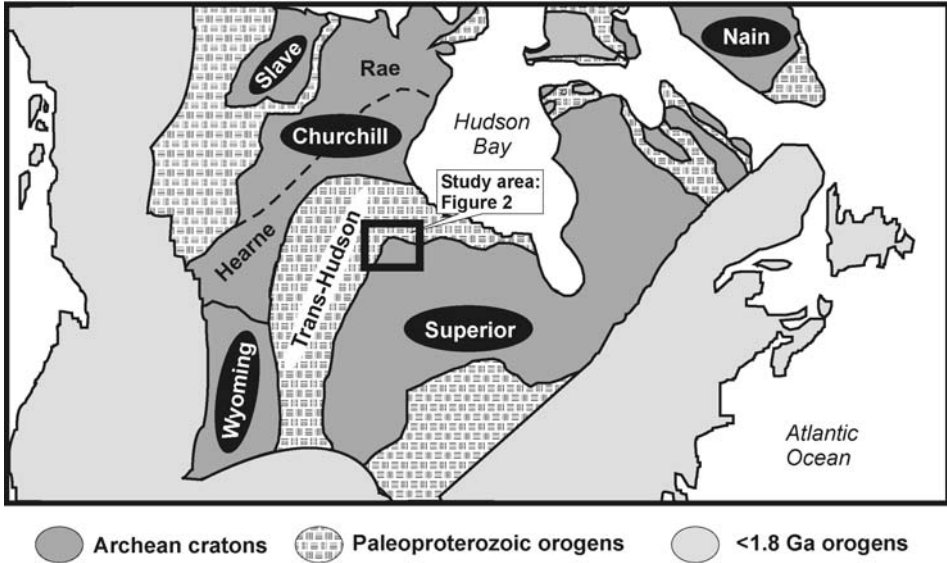 Slave
Rae
Nain
Churchill
Hudson
Bay
Study area:
Figure 2
Hearne
Trans-Hudson
Superior
Wyoming
Atlantic
Ocean
Archean cratons
Paleoproterozoic orogens
<1.8 Ga orogens